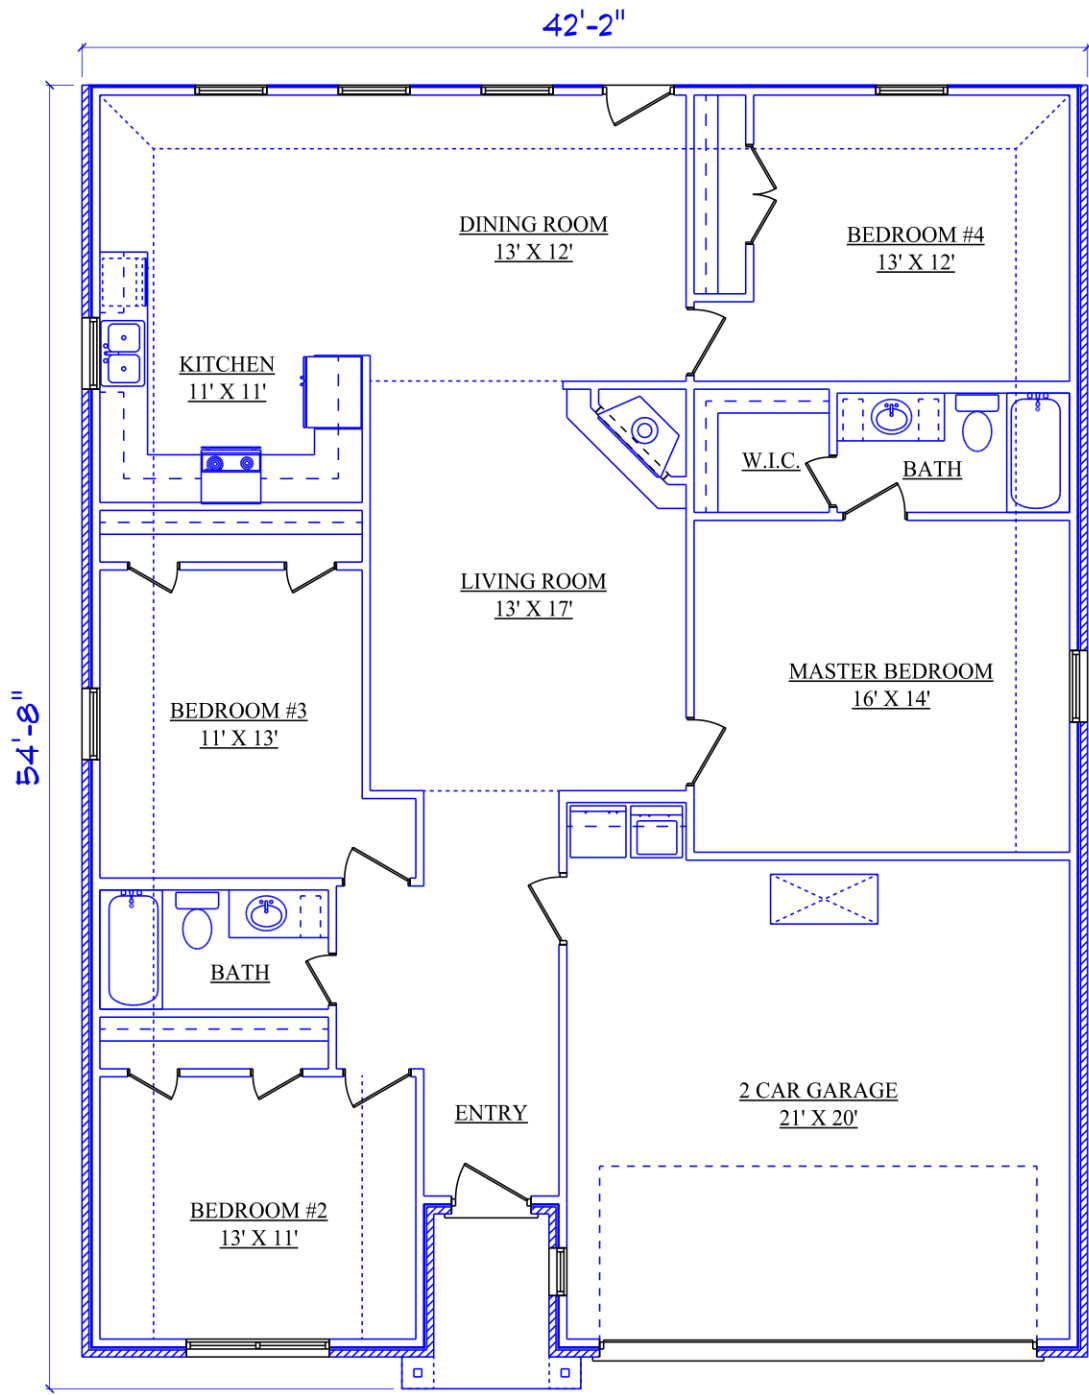 42'-2"
DINING ROOM
13' X 12'
BEDROOM #4
13' X 12'
KITCHEN
11' X 11'
W.I.C.
BATH
LIVING ROOM
13' X 17'
MASTER BEDROOM
16' X 14'
BEDROOM #3
11' X 13'
54'-8"
BATH
2 CAR GARAGE
21' X 20'
ENTRY
BEDROOM #2
13' X 11'